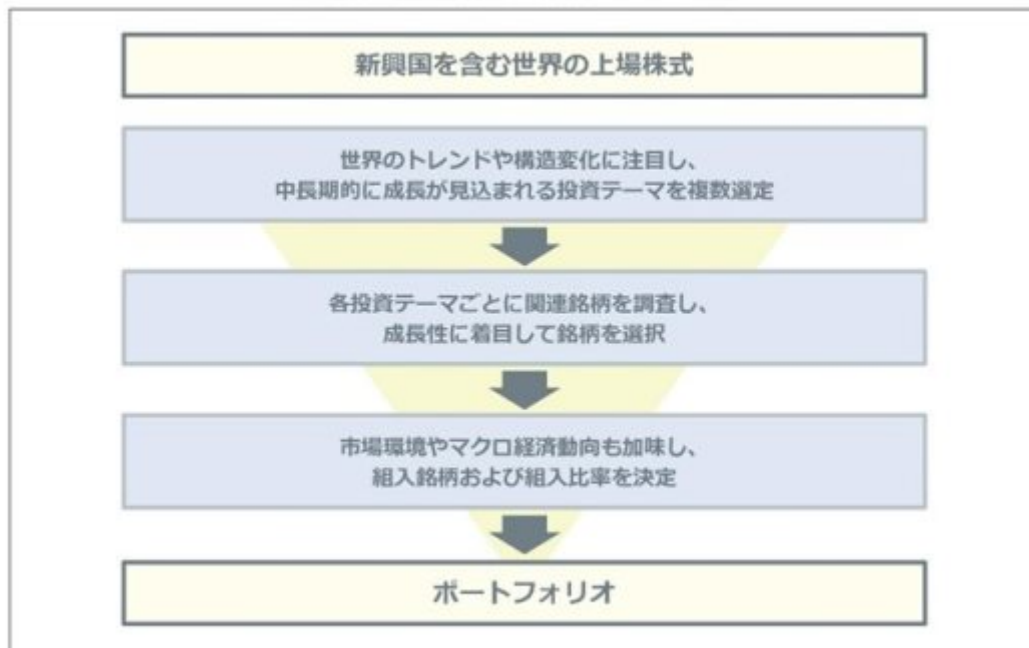 新興国を含む世界の上場株式
世界のトレンドや構造変化に注目し、
中長期的に成長が見込まれる投資テーマを複数選定
各投資テーマごとに関連銘柄を調査し、
成長性に着目して銘柄を選択
市場環境やマクロ経済動向も加味し、
組入銘柄および組入比率を決定
ポートフォリオ